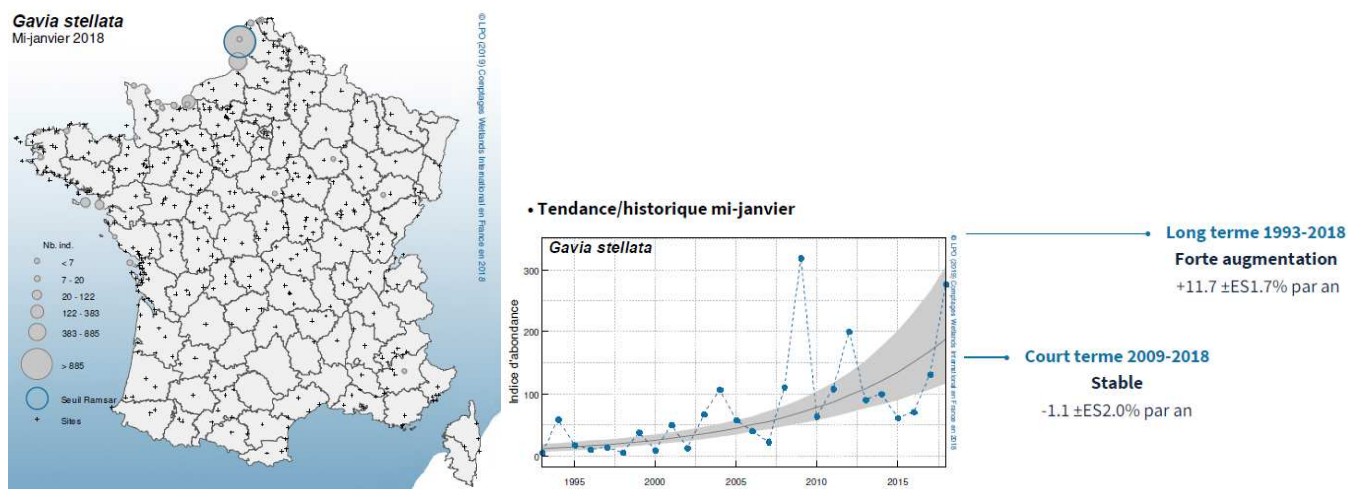 Gavia stellata
Mi-janvier 2018
© LPO (2019) Comptages Wetlands International en France en 2018
Nb. ind.
< 7
7 - 20
20 - 122
122 - 383
383 - 885
> 885
Seuil Ramsar
Sites
• Tendance/historique mi-janvier
Gavia stellata
Indice d'abondance
300
200
100
0
1995
2000
2005
2010
2015
© LPO (2019) Comptages Wetlands International en France en 2018
Long terme 1993-2018
Forte augmentation
+11.7 ±ES1.7% par an
Court terme 2009-2018
Stable
-1.1 ±ES2.0% par an